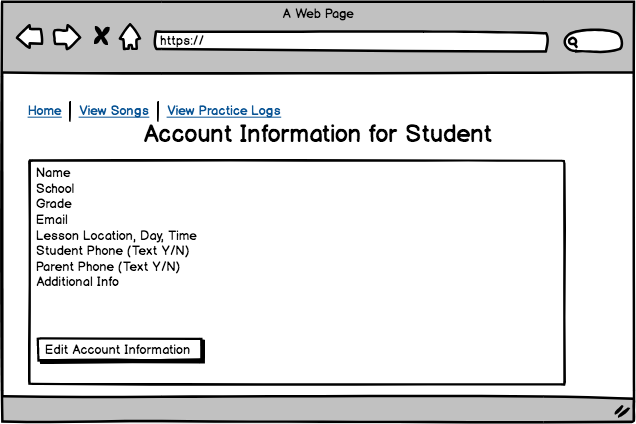 A Web Page
https://
Home | View Songs | View Practice Logs
Account Information for Student
Name
School
Grade
Email
Lesson Location, Day, Time
Student Phone (Text Y/N)
Parent Phone (Text Y/N)
Additional Info
Edit Account Information